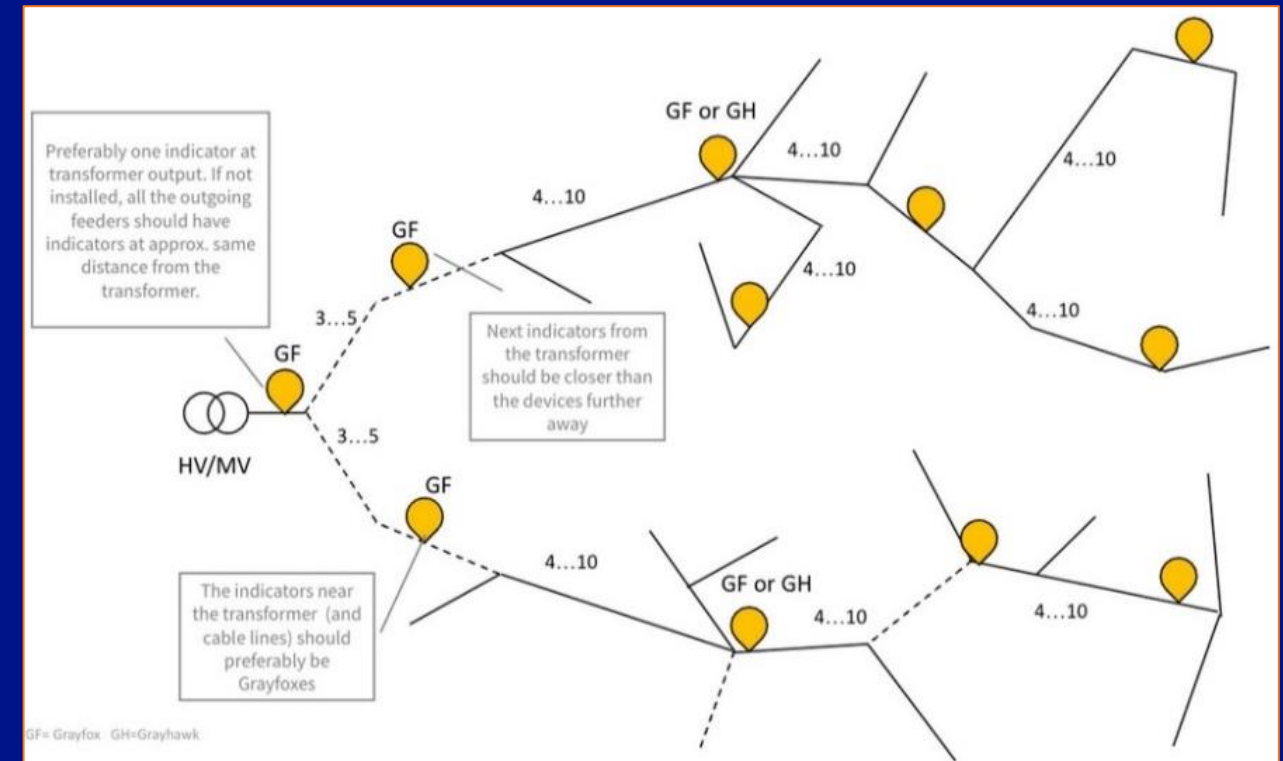 Preferably one indicator at
transformer output. If not
installed, all the outgoing
feeders should have
indicators at approx. same
distance from the
transformer.
GF or GH
4...10
4...10
4...10
GF
4...10
4...10
3...5
Next indicators from
the transformer
should be closer than
the devices further
away
4...10
GF
3...5
HV/MV
GF
4...10
The indicators near
the transformer (and
cable lines) should
preferably be
Grayfoxes
GF or GH
4...10
4...10
GF= Grayfox GH=Grayhawk